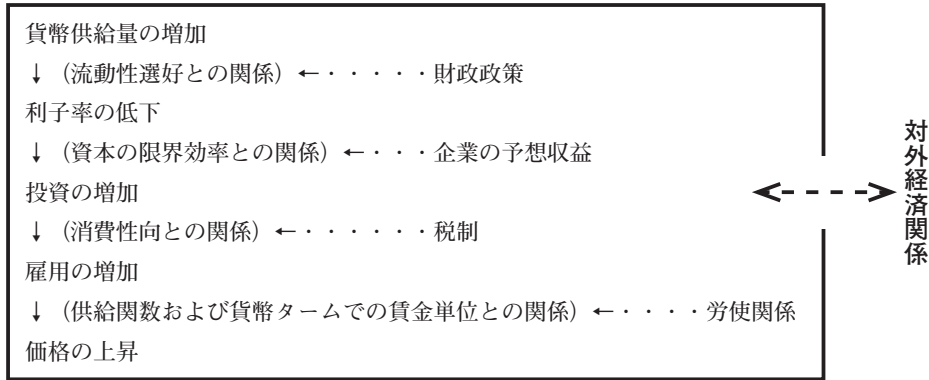 貨幣供給量の増加
↓（流動性選好との関係）←・・・・・財政政策
利子率の低下
↓（資本の限界効率との関係）←・・・企業の予想収益
投資の増加
↓（消費性向との関係）←・・・・・・税制
雇用の増加
↓（供給関数および貨幣タームでの賃金単位との関係）←・・・・労使関係
価格の上昇
対外経済関係